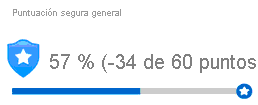 Puntuación segura general
57 % (-34 de 60 puntos